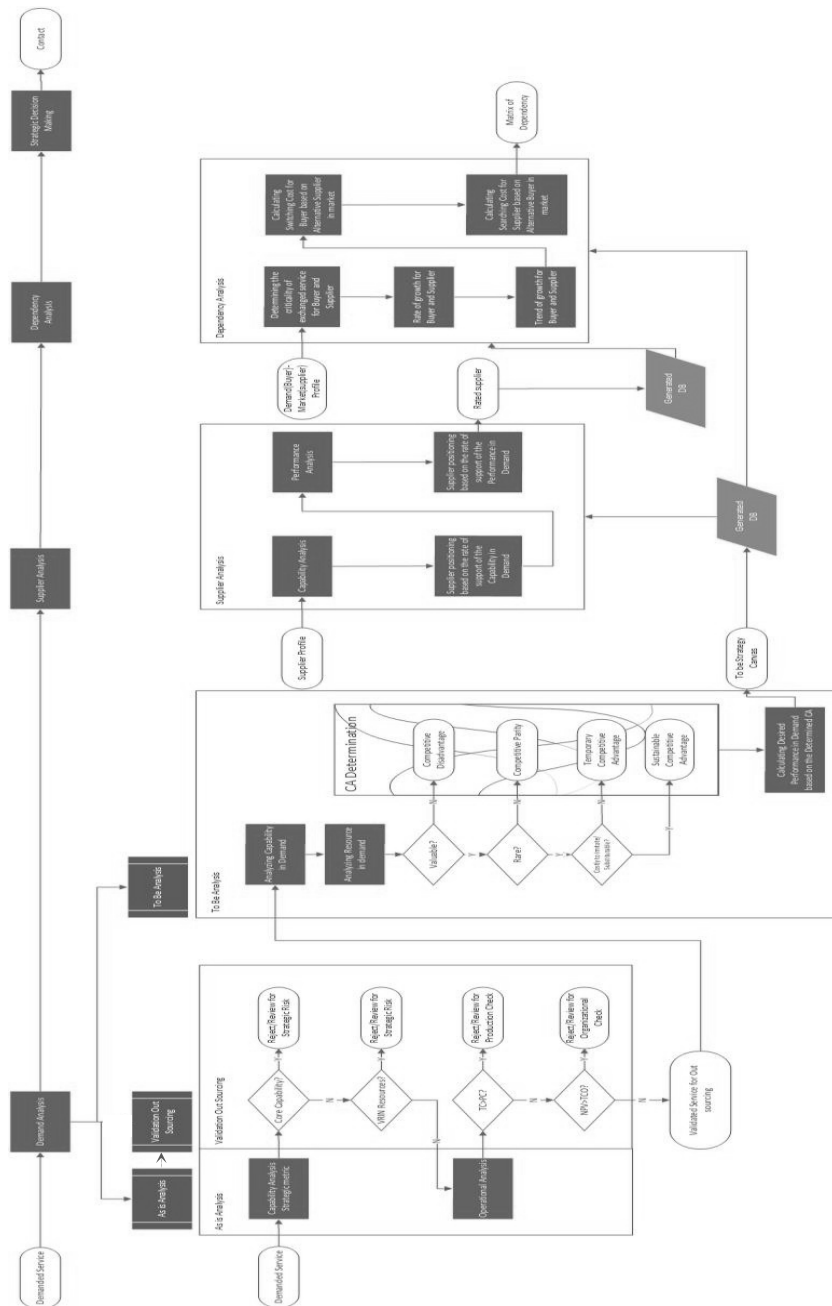 Demanded Service
Demand Analysis
Supplier Analysis
Dependency
Analysis
Strategic Decision
Making
Contact
As is Analysis
Validation Out
Sourcing
To Be Analysis
Demanded Service
As is Analysis
Capability Analysis
Strategic metric
Operational Analysis
Validation Out Sourcing
Core Capability?
Y
Reject/Review for
Strategic Risk
N
VRIN Resources?
Y
Reject/Review for
Strategic Risk
N
TC>PC?
Y
Reject/Review for
Production Check
N
NPV>TCO?
Y
Reject/Review for
Organizational
Check
N
Validated Service for Out
sourcing
To Be Analysis
Analyzing Capability
in Demand
Analyzing Resource
in demand
Valuable?
N
Y
Rare?
N
Y
N
Y
CA Determination
Competitive
Disadvantage
Competitive Parity
Temporary
Competitive
Advantage
Sustainable
Competitive
Advantage
Calculating Desired
Performance in Demand
based on the Determined CA
To be Strategy
Canvas
Generated
DB
Supplier Profile
Supplier Analysis
Capability Analysis
Supplier positioning
based on the rate of
support of the
Capability in
Demand
Performance
Analysis
Supplier positioning
based on the rate of
support of the
Performance in
Demand
Rated supplier
Generated
DB
Demand(Buyer)-
Market(supplier)
Profile
Dependency Analysis
Determining the
criticality of
exchanged service
for Buyer and
Supplier
Rate of growth for
Buyer and Supplier
Trend of growth for
Buyer and Supplier
Calculating
Switching Cost for
Buyer based on
Alternative Supplier
in market
Calculating
Searching Cost for
Supplier based on
Alternative Buyer in
market
Matrix of
Dependency